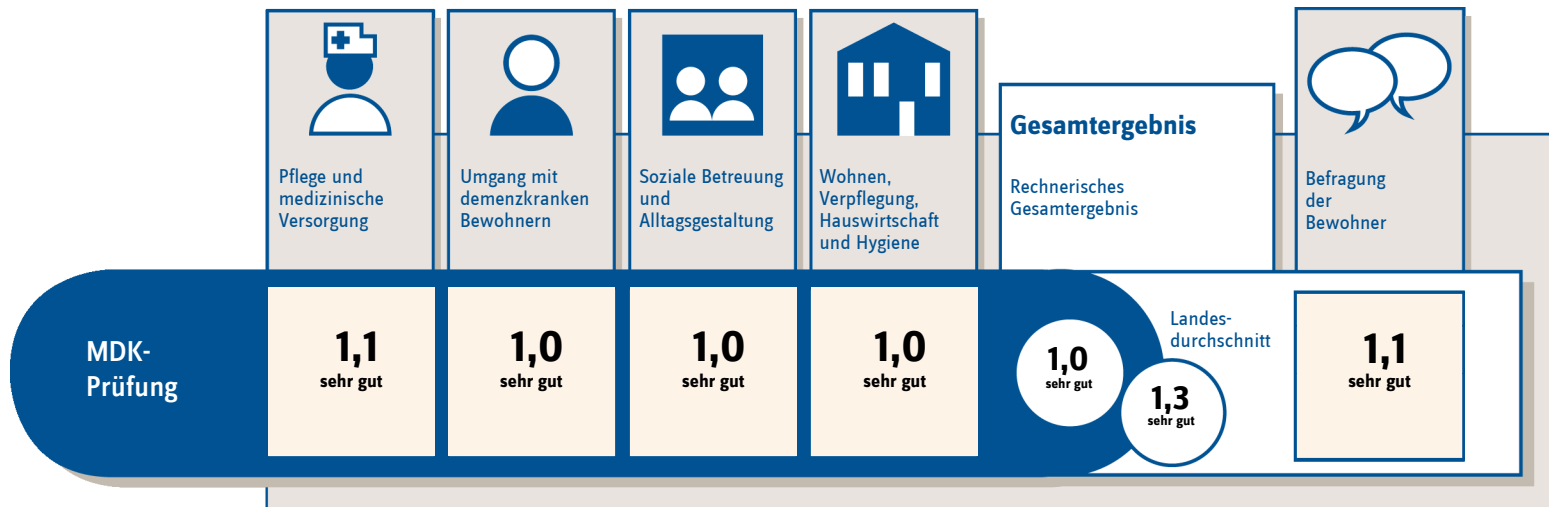 Pflege und
medizinische
Versorgung
Umgang mit
demenzkranken
Bewohnern
Soziale Betreuung
und
Alltagsgestaltung
Wohnen,
Verpflegung,
Hauswirtschaft
und Hygiene
Gesamtergebnis
Rechnerisches
Gesamtergebnis
Befragung
der
Bewohner
MDK-
Prüfung
1,1
sehr gut
1,0
sehr gut
1,0
sehr gut
1,0
sehr gut
1,0
sehr gut
Landes-
durchschnitt
1,3
sehr gut
1,1
sehr gut